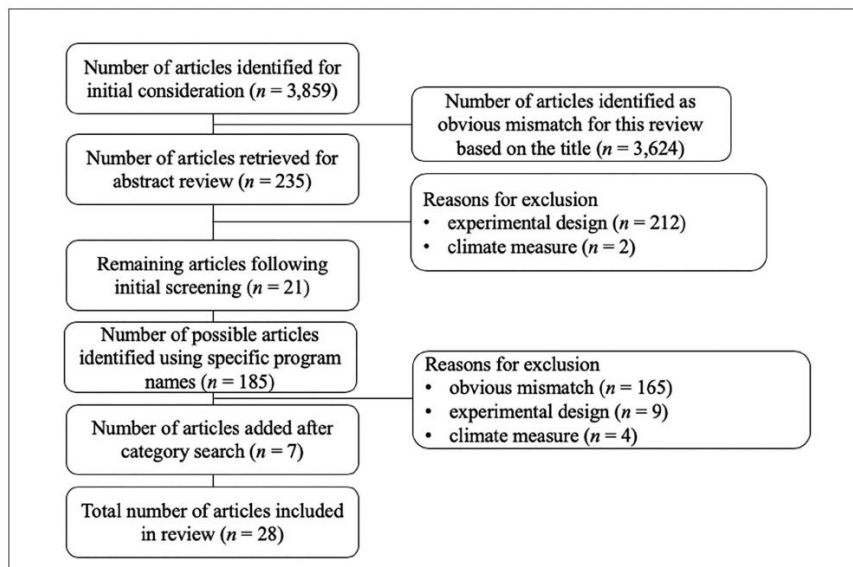 Number of articles identified for
initial consideration (n = 3,859)
Number of articles identified as
obvious mismatch for this review
based on the title (n = 3,624)
Number of articles retrieved for
abstract review (n = 235)
Reasons for exclusion
• experimental design (n = 212)
• climate measure (n = 2)
Remaining articles following
initial screening (n = 21)
Number of possible articles
identified using specific program
names (n = 185)
Reasons for exclusion
• obvious mismatch (n = 165)
• experimental design (n = 9)
• climate measure (n = 4)
Number of articles added after
category search (n = 7)
Total number of articles included
in review (n = 28)